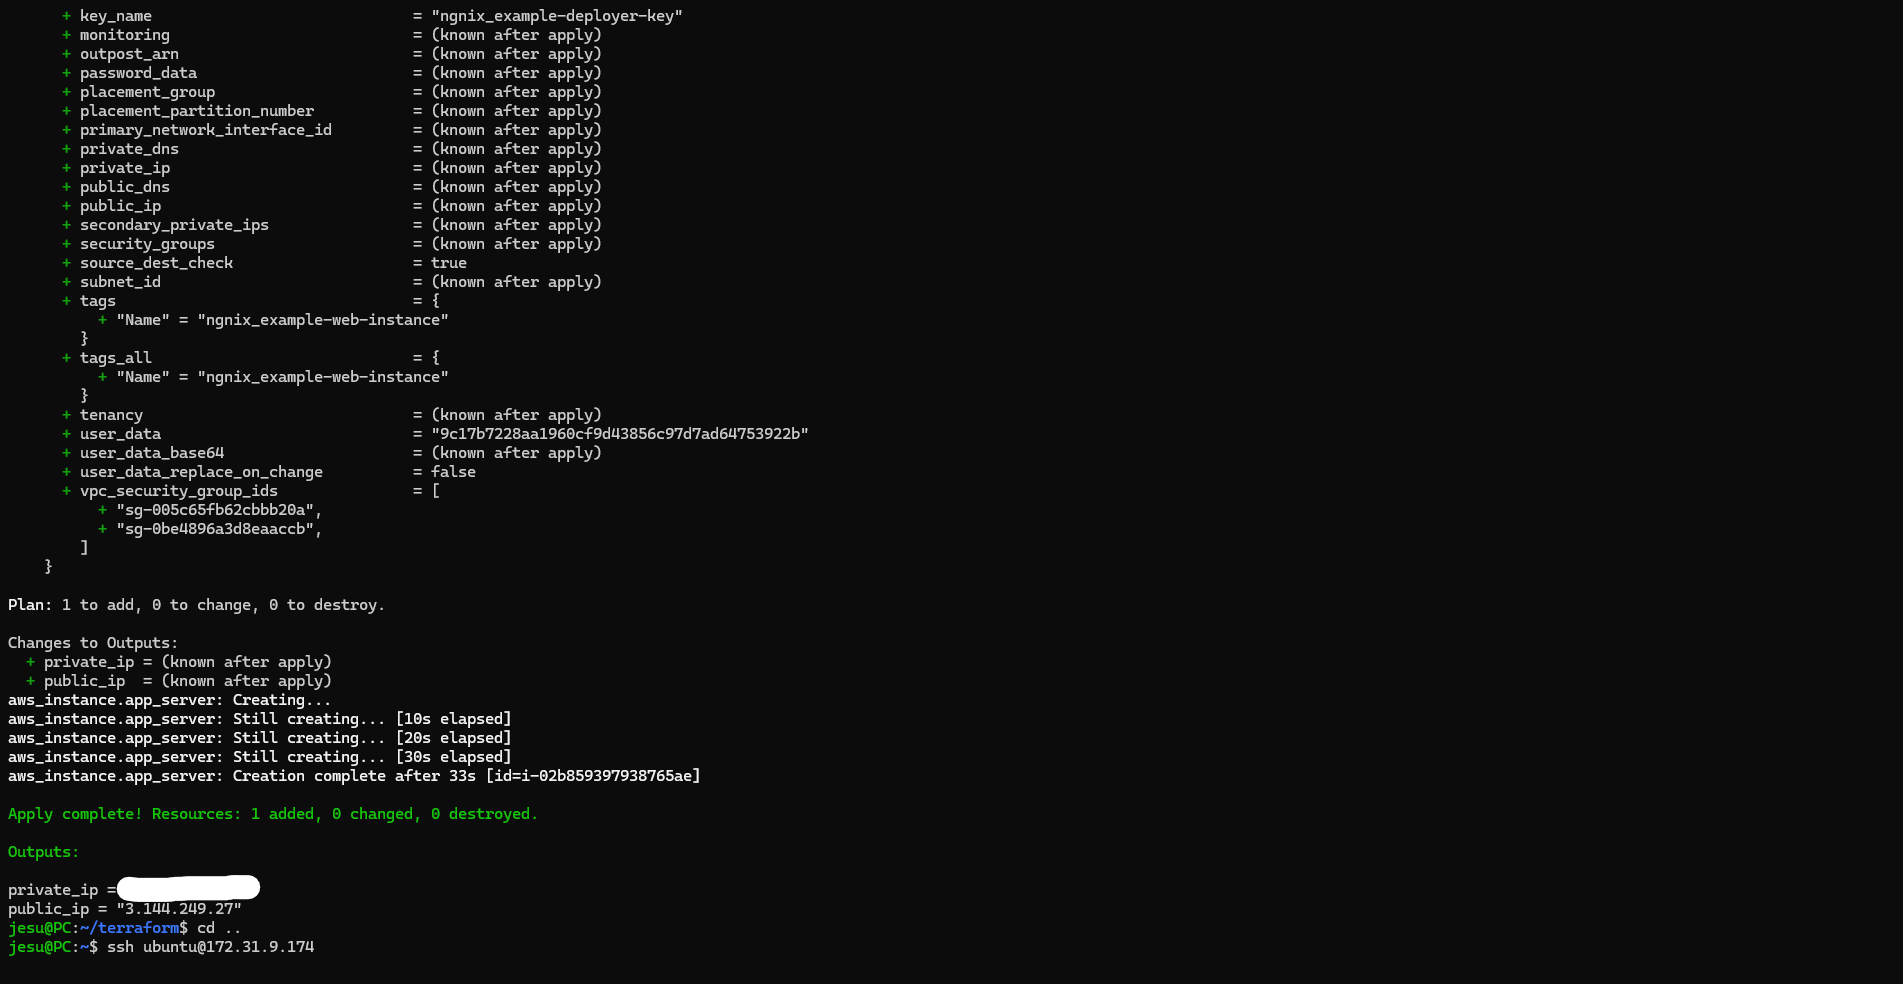 + key_name = "ngnix_example-deployer-key"
+ monitoring = (known after apply)
+ outpost_arn = (known after apply)
+ password_data = (known after apply)
+ placement_group = (known after apply)
+ placement_partition_number = (known after apply)
+ primary_network_interface_id = (known after apply)
+ private_dns = (known after apply)
+ private_ip = (known after apply)
+ public_dns = (known after apply)
+ public_ip = (known after apply)
+ secondary_private_ips = (known after apply)
+ security_groups = (known after apply)
+ source_dest_check = true
+ subnet_id = (known after apply)
+ tags = {
+ "Name" = "ngnix_example-web-instance"
}
+ tags_all = {
+ "Name" = "ngnix_example-web-instance"
}
+ tenancy = (known after apply)
+ user_data = "9c17b7228aa1960cf9d43856c97d7ad64753922b"
+ user_data_base64 = (known after apply)
+ user_data_replace_on_change = false
+ vpc_security_group_ids = [
+ "sg-005c65fb62cbbb20a",
+ "sg-0be4896a3d8eaaccb",
]
}
Plan: 1 to add, 0 to change, 0 to destroy.
Changes to Outputs:
+ private_ip = (known after apply)
+ public_ip = (known after apply)
aws_instance.app_server: Creating...
aws_instance.app_server: Still creating... [10s elapsed]
aws_instance.app_server: Still creating... [20s elapsed]
aws_instance.app_server: Still creating... [30s elapsed]
aws_instance.app_server: Creation complete after 33s [id=i-02b859397938765ae]
Apply complete! Resources: 1 added, 0 changed, 0 destroyed.
Outputs:
private_ip =
public_ip = "3.144.249.27"
jesu@PC:~/terraform$ cd ..
jesu@PC:~$ ssh ubuntu@172.31.9.174